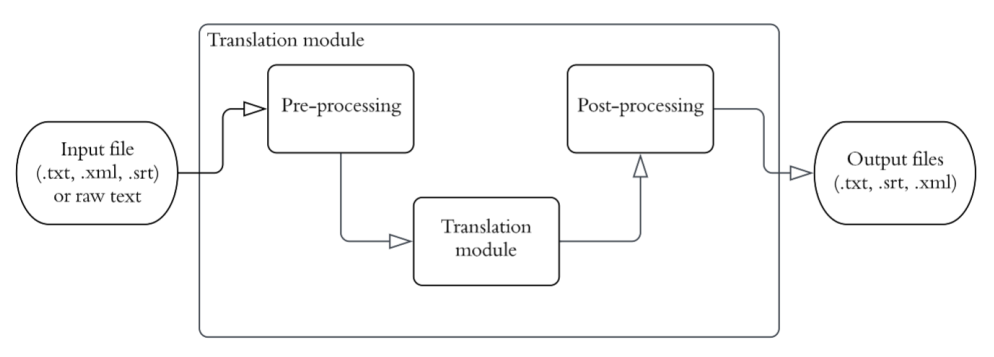 Translation module
Pre-processing
Post-processing
Input file
(.txt, .xml, .srt)
or raw text
Output files
(.txt, .srt, .xml)
Translation
module